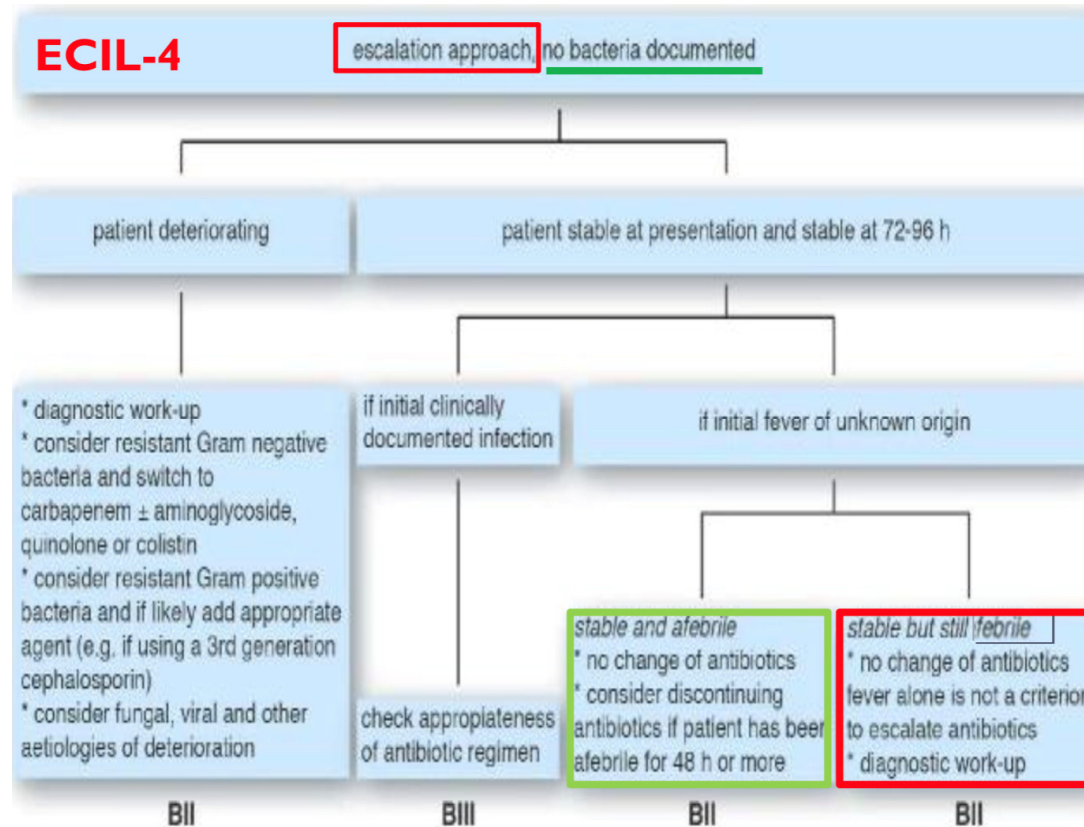 ECIL-4
escalation approach, no bacteria documented
patient deteriorating
patient stable at presentation and stable at 72-96 h
* diagnostic work-up
* consider resistant Gram negative
bacteria and switch to
carbapenem ± aminoglycoside,
quinolone or colistin
* consider resistant Gram positive
bacteria and if likely add appropriate
agent (e.g. if using a 3rd generation
cephalosporin)
* consider fungal, viral and other
aetiologies of deterioration
BII
if initial clinically
documented infection
check appropiateness
of antibiotic regimen
BIII
if initial fever of unknown origin
stable and afebrile
* no change of antibiotics
* consider discontinuing
antibiotics if patient has been
afebrile for 48 h or more
BII
stable but still febrile
* no change of antibiotics
fever alone is not a criterion
to escalate antibiotics
* diagnostic work-up
BII